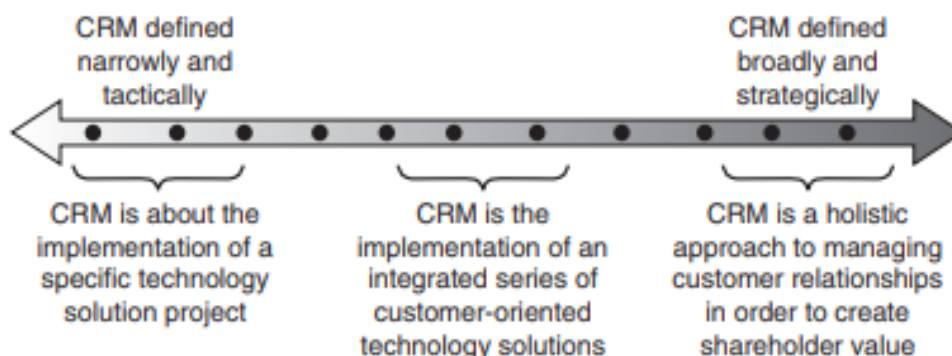 CRM defined
narrowly and
tactically
CRM defined
broadly and
strategically
CRM is about the
implementation of a
specific technology
solution project
CRM is the
implementation of an
integrated series of
customer-oriented
technology solutions
CRM is a holistic
approach to managing
customer relationships
in order to create
shareholder value